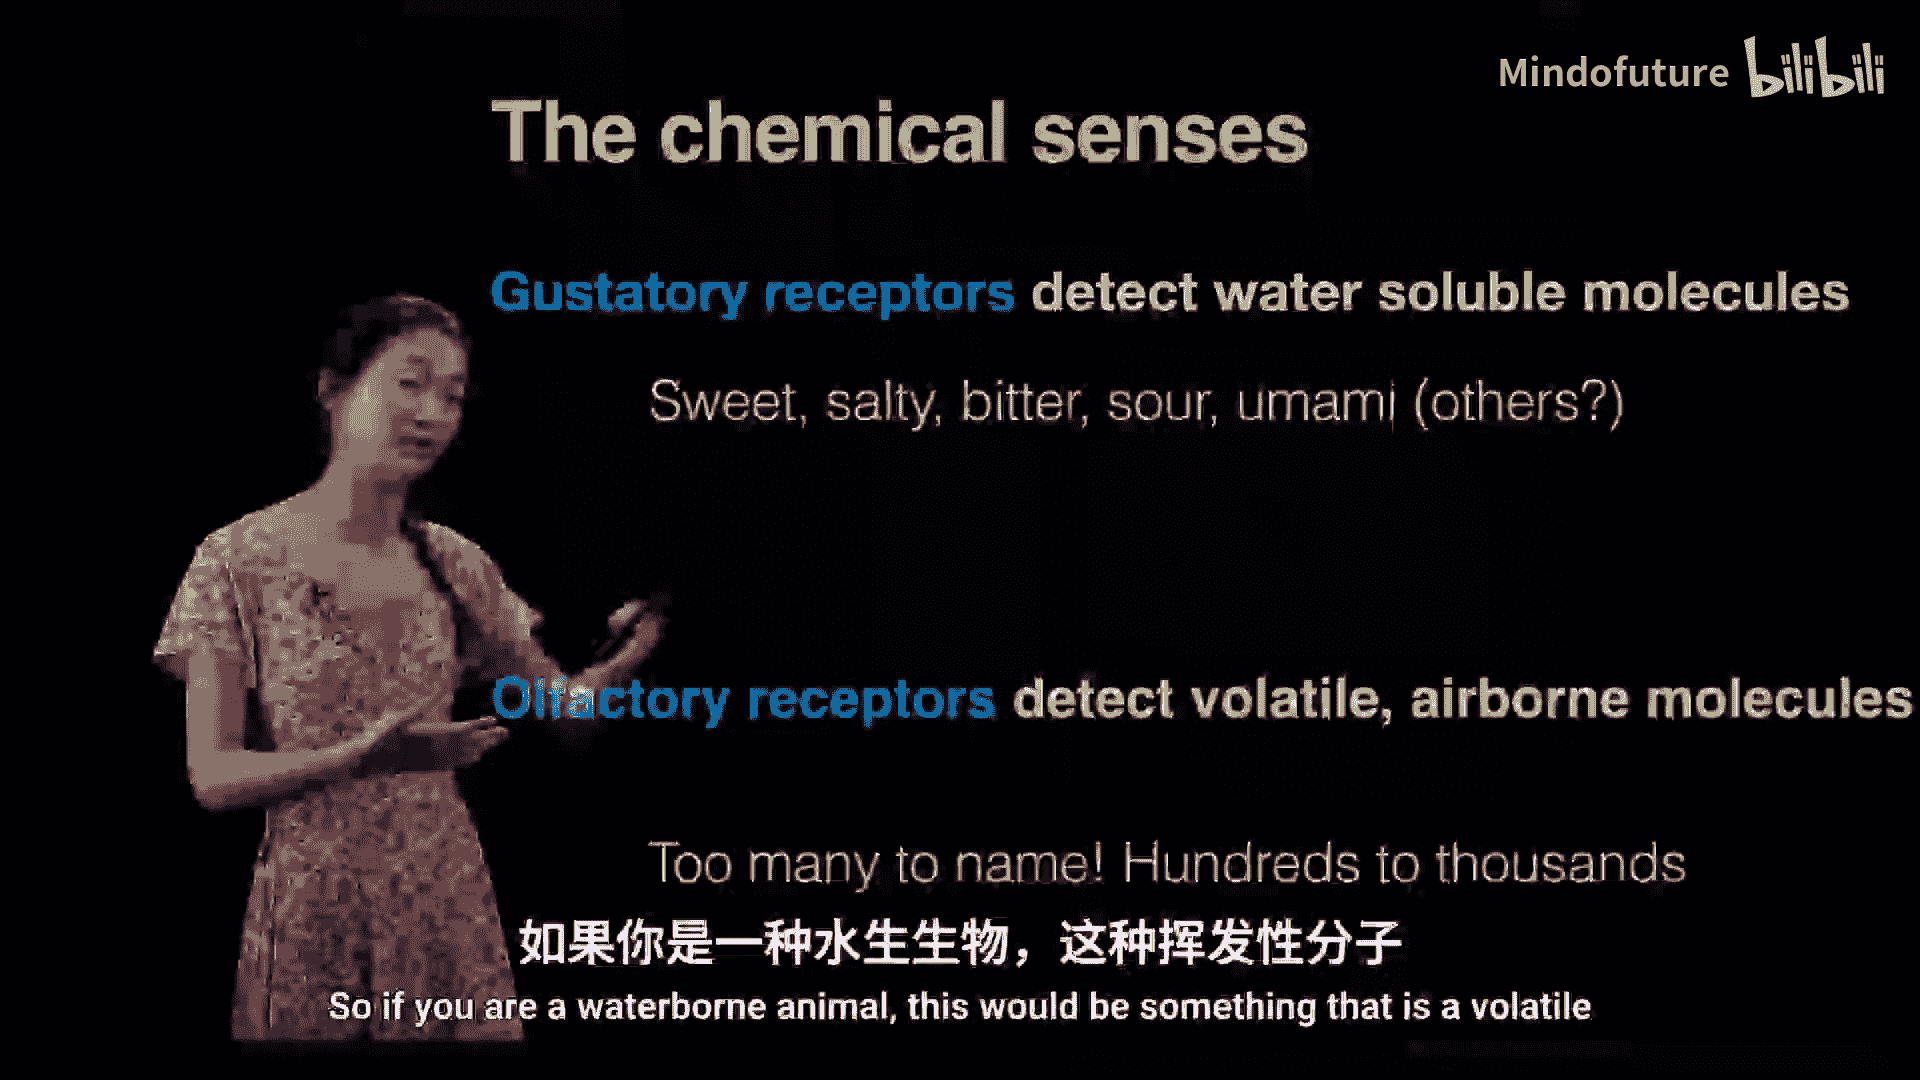 Mindofuture bilibili
The chemical senses
Gustatory receptors detect water soluble molecules
Sweet, salty, bitter, sour, umami (others?)
Olfactory receptors detect volatile, airborne molecules
Too many to name! Hundreds to thousands
如果你是一种水生生物，这种挥发性分子
So if you are a waterborne animal, this would be something that is a volatile